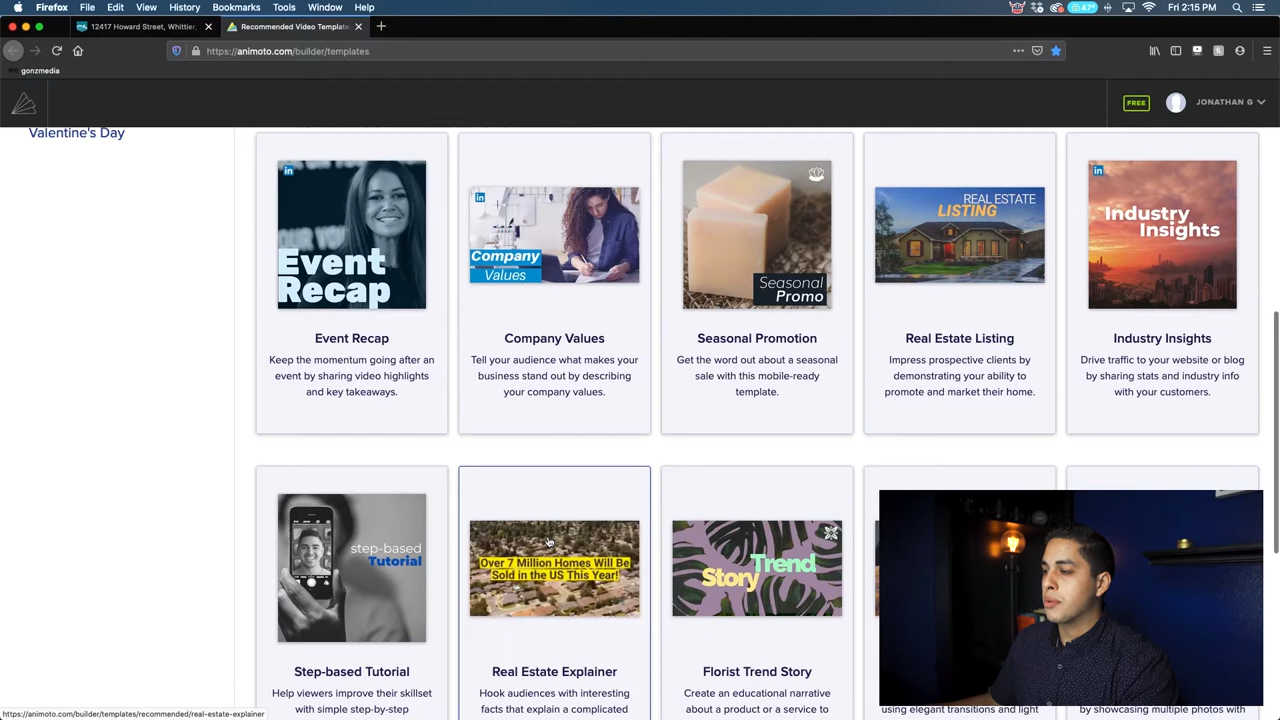 Firefox File Edit View History Bookmarks Tools Window Help
47° Fri 2:15 PM
12417 Howard Street, Whittier,
Recommended Video Template
https://animoto.com/builder/templates
gonzmedia
FREE JONATHAN G
Valentine's Day
Event
Recap
Company
Values
Seasonal
Promo
REAL ESTATE
LISTING
Industry
Insights
Event Recap
Keep the momentum going after an
event by sharing video highlights
and key takeaways.
Company Values
Tell your audience what makes your
business stand out by describing
your company values.
Seasonal Promotion
Get the word out about a seasonal
sale with this mobile-ready
template.
Real Estate Listing
Impress prospective clients by
demonstrating your ability to
promote and market their home.
Industry Insights
Drive traffic to your website or blog
by sharing stats and industry info
with your customers.
step-based
Tutorial
Over 7 Million Homes Will Be
Sold in the US This Year!
Trend
Story
Step-based Tutorial
Help viewers improve their skillset
with simple step-by-step
Real Estate Explainer
Hook audiences with interesting
facts that explain a complicated
Florist Trend Story
Create an educational narrative
about a product or a service to
using elegant transitions and light
by showcasing multiple photos with
https://animoto.com/builder/templates/recommended/real-estate-explainer